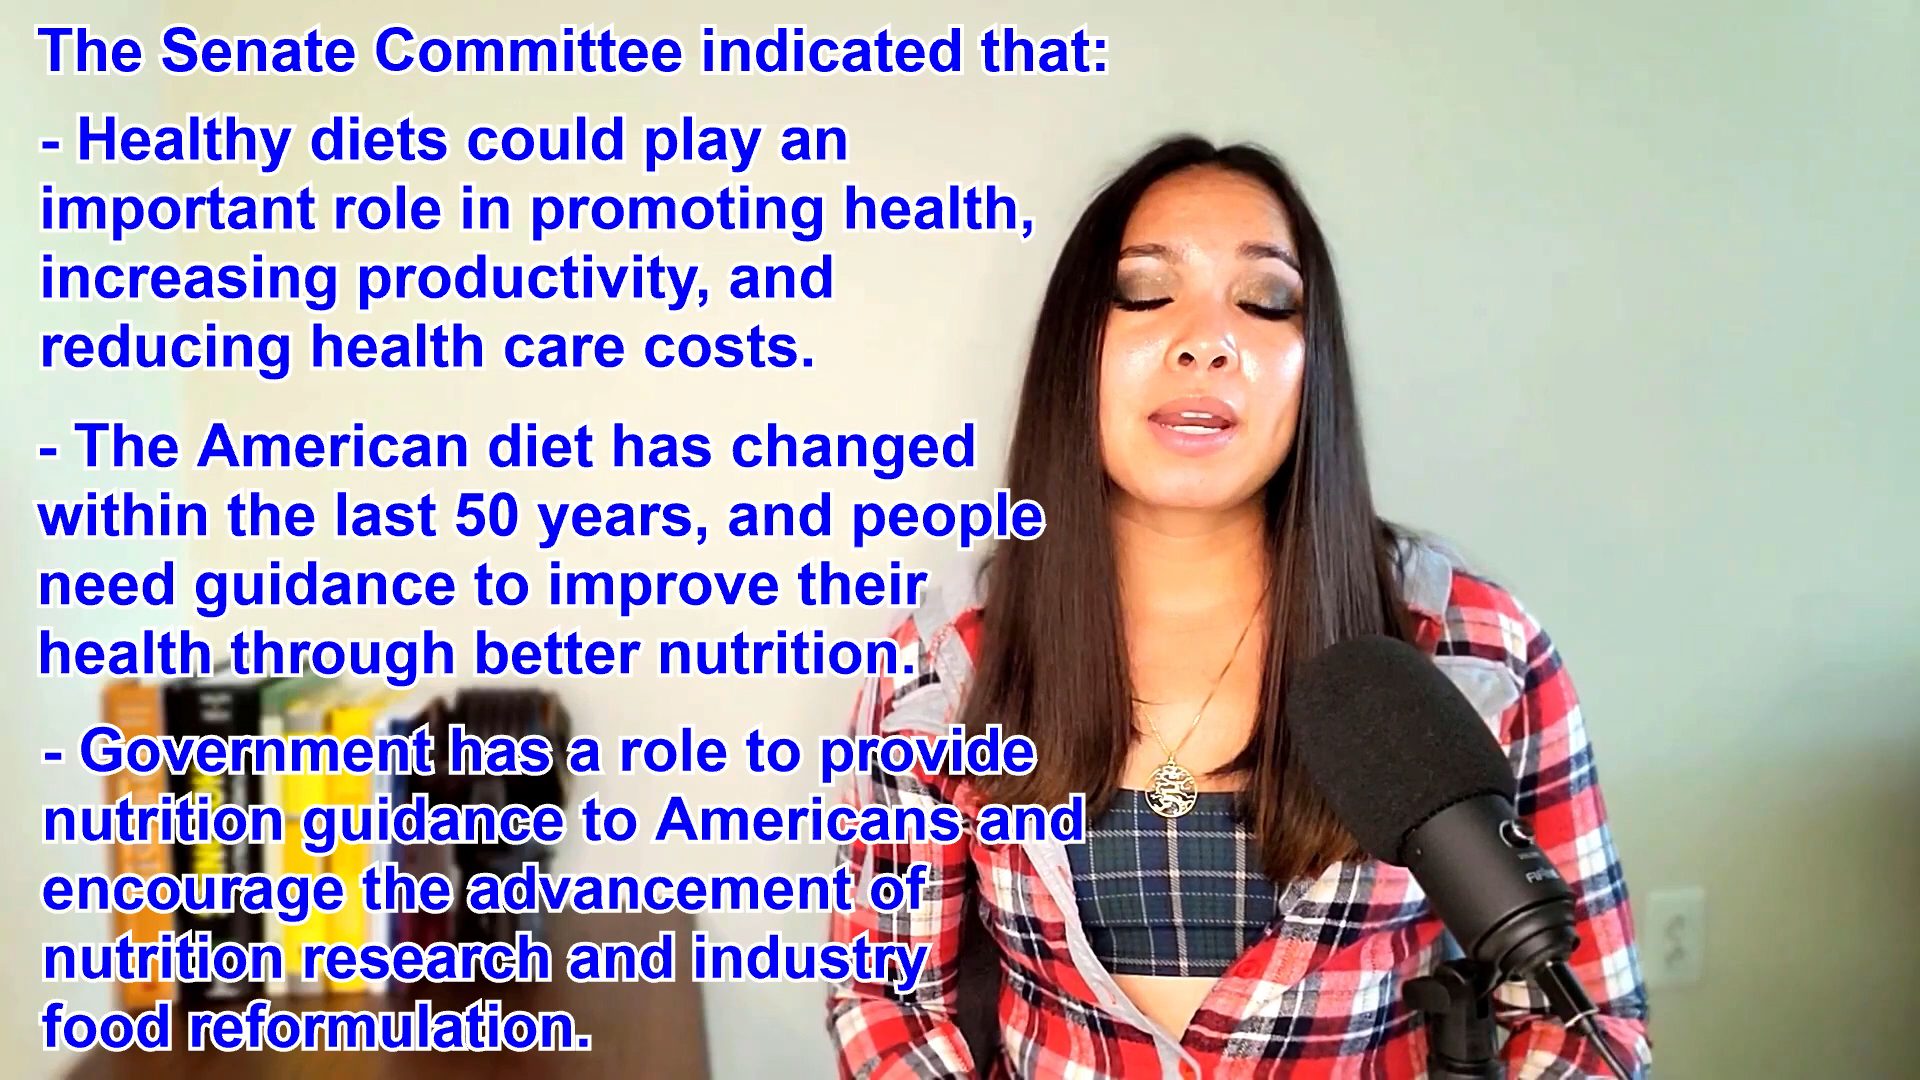 The Senate Committee indicated that:
- Healthy diets could play an
important role in promoting health,
increasing productivity, and
reducing health care costs.
- The American diet has changed
within the last 50 years, and people
need guidance to improve their
health through better nutrition.
- Government has a role to provide
nutrition guidance to Americans and
encourage the advancement of
nutrition research and industry
food reformulation.